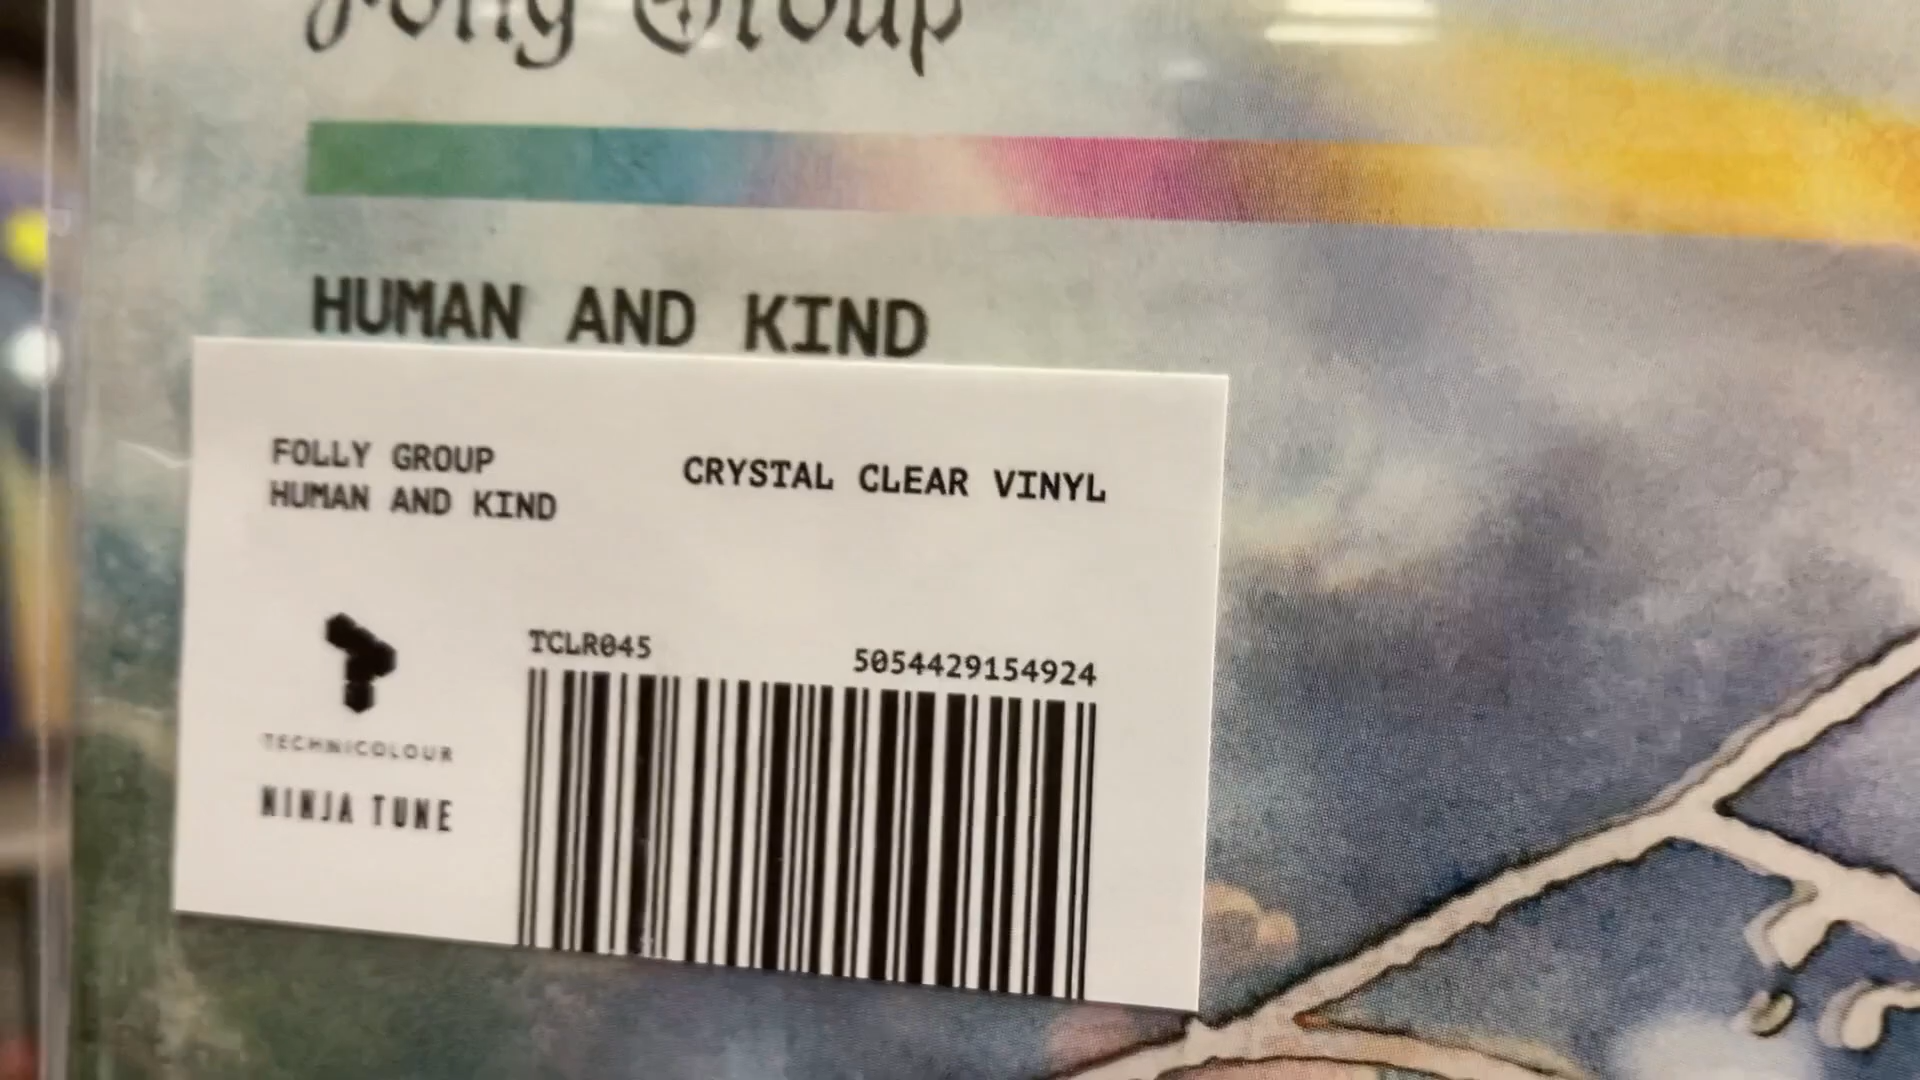 Folly Group
HUMAN AND KIND
FOLLY GROUP
HUMAN AND KIND
CRYSTAL CLEAR VINYL
TCLR045
5054429154924
TECHNICOLOUR
NINJA TUNE